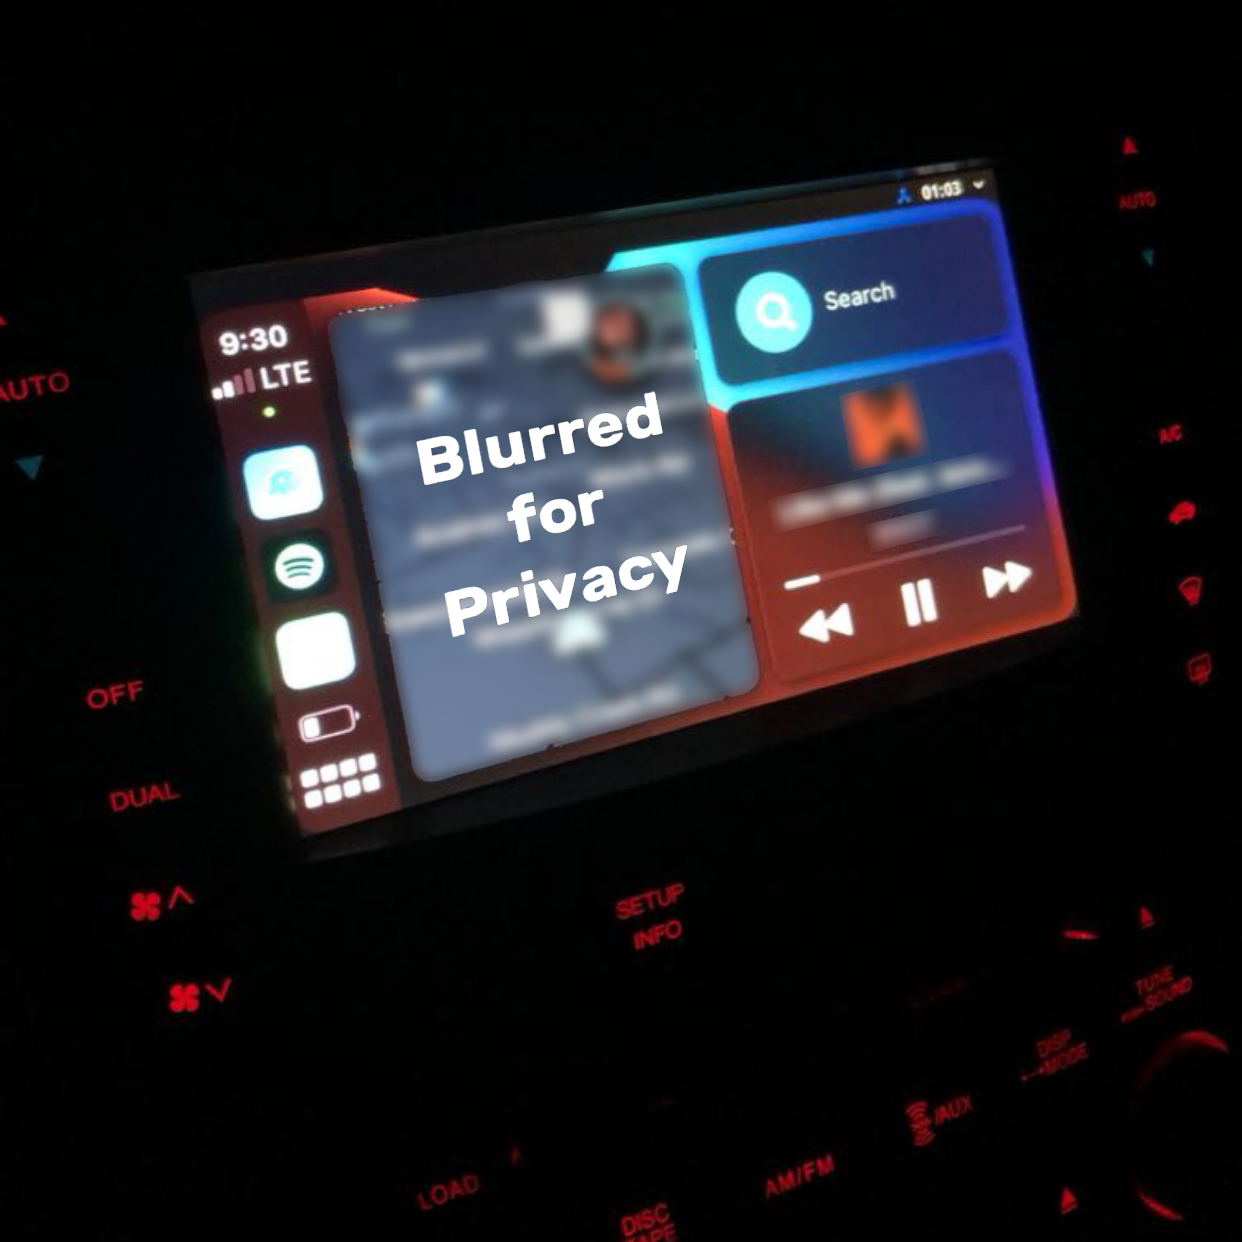 01:03
9:30
LTE
Search
Blurred
for
Privacy
AUTO
AUTO
A/C
OFF
DUAL
SETUP
INFO
TUNE
SOUND
DISP
MODE
/AUX
AM/FM
LOAD
DISC
TAPE